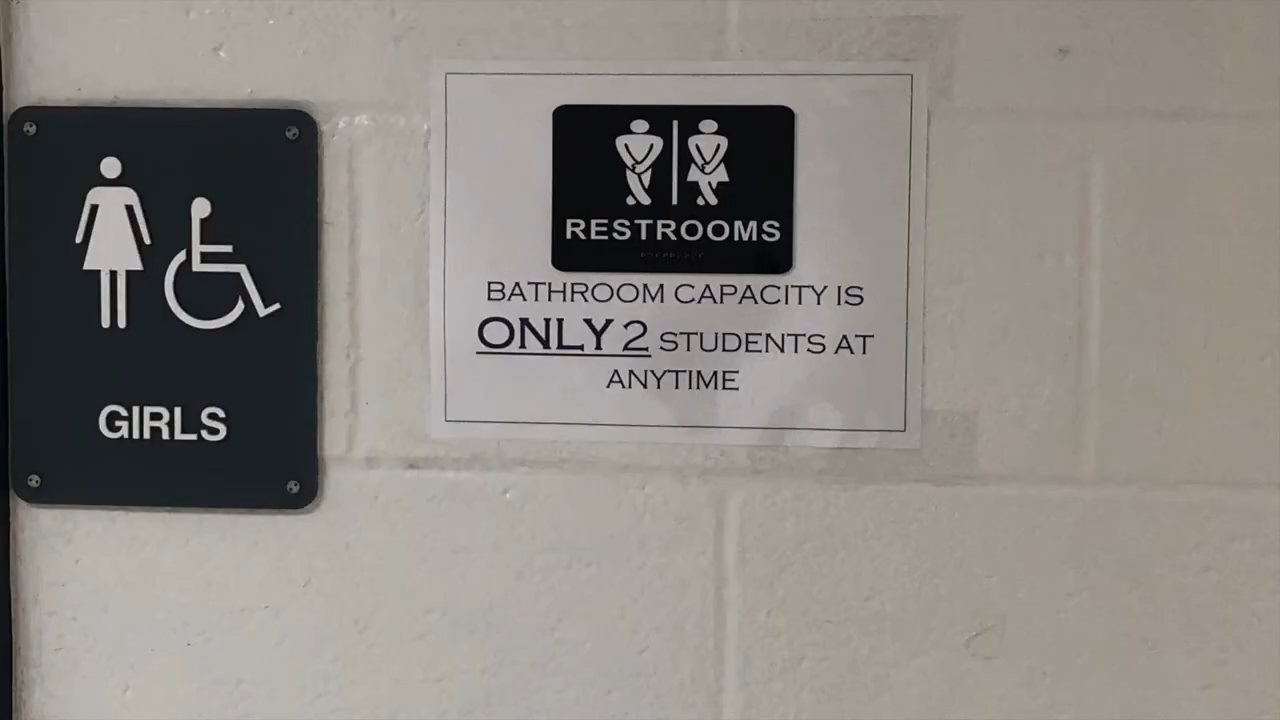 GIRLS
RESTROOMS
BATHROOM CAPACITY IS
ONLY 2 STUDENTS AT
ANYTIME